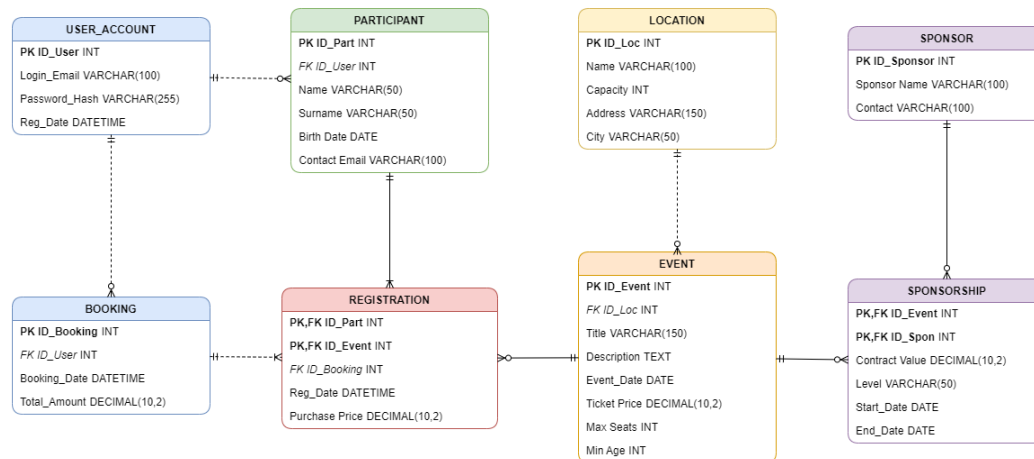 USER_ACCOUNT
PK ID_User INT
Login_Email VARCHAR(100)
Password_Hash VARCHAR(255)
Reg_Date DATETIME
PARTICIPANT
PK ID_Part INT
FK ID_User INT
Name VARCHAR(50)
Surname VARCHAR(50)
Birth Date DATE
Contact Email VARCHAR(100)
LOCATION
PK ID_Loc INT
Name VARCHAR(100)
Capacity INT
Address VARCHAR(150)
City VARCHAR(50)
SPONSOR
PK ID_Sponsor INT
Sponsor Name VARCHAR(100)
Contact VARCHAR(100)
BOOKING
PK ID_Booking INT
FK ID_User INT
Booking_Date DATETIME
Total_Amount DECIMAL(10,2)
REGISTRATION
PK,FK ID_Part INT
PK,FK ID_Event INT
FK ID_Booking INT
Reg_Date DATETIME
Purchase Price DECIMAL(10,2)
EVENT
PK ID_Event INT
FK ID_Loc INT
Title VARCHAR(150)
Description TEXT
Event_Date DATE
Ticket Price DECIMAL(10,2)
Max Seats INT
Min Age INT
SPONSORSHIP
PK,FK ID_Event INT
PK,FK ID_Spon INT
Contract Value DECIMAL(10,2)
Level VARCHAR(50)
Start_Date DATE
End_Date DATE